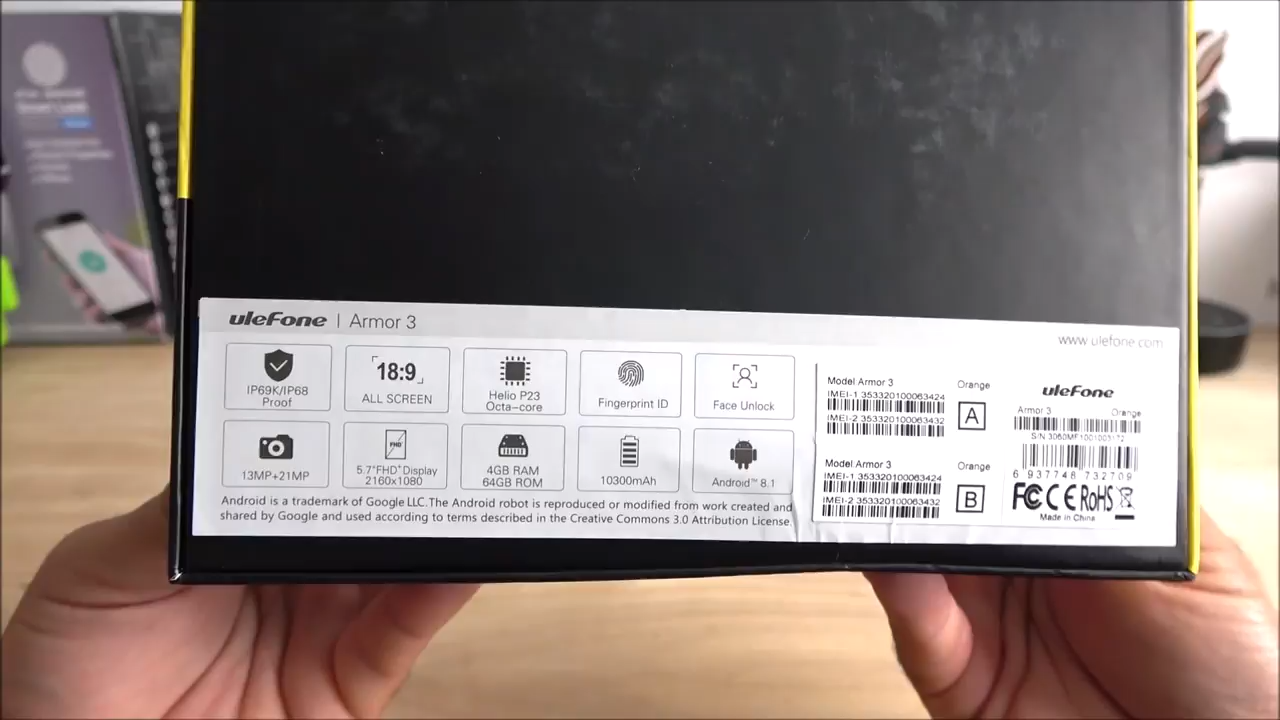 uleFone | Armor 3
www.ulefone.com
IP69K/IP68
Proof
18:9
ALL SCREEN
Helio P23
Octa-core
Fingerprint ID
Face Unlock
13MP+21MP
FHD+
5.7"FHD+Display
2160x1080
4GB RAM
64GB ROM
10300mAh
Android™ 8.1
Android is a trademark of Google LLC.The Android robot is reproduced or modified from work created and
shared by Google and used according to terms described in the Creative Commons 3.0 Attribution License.
Model Armor 3 Orange
IMEI-1 353320100063424
IMEI-2 353320100063432
A
Model Armor 3 Orange
IMEI-1 353320100063424
IMEI-2 353320100063432
B
uleFone
Armor 3 Orange
S/N 3060MF1001003172
6 937748 732709
FC CE RoHS
Made in China